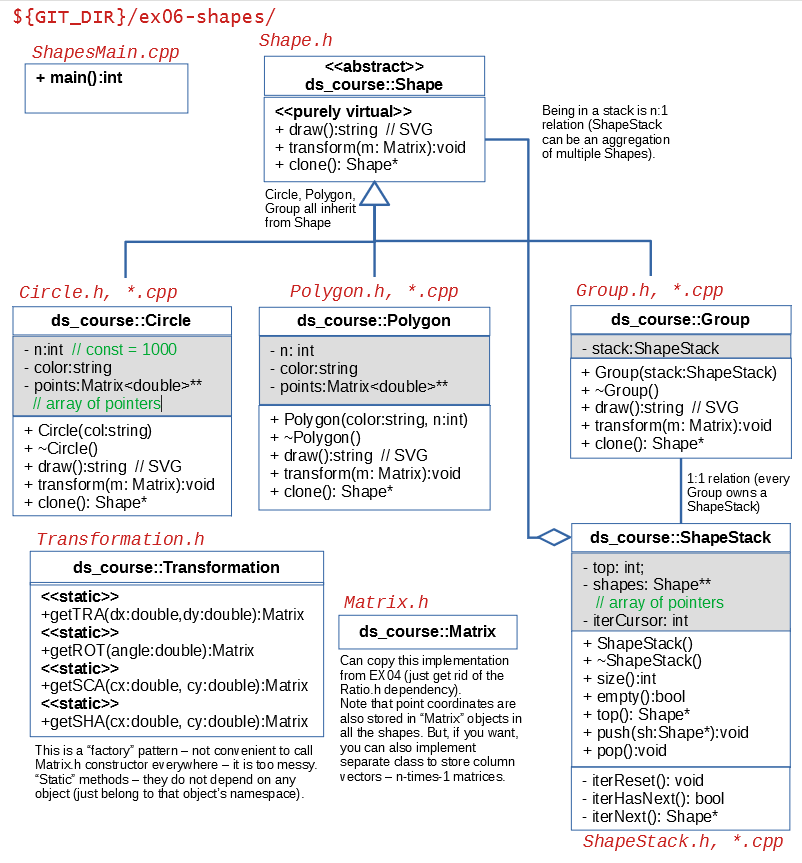 ${GIT_DIR}/ex06-shapes/
ShapesMain.cpp
+ main():int
Shape.h
<<abstract>>
ds_course::Shape
<<purely virtual>>
+ draw():string  // SVG
+ transform(m: Matrix):void
+ clone(): Shape*
Being in a stack is n:1
relation (ShapeStack
can be an aggregation
of multiple Shapes).
Circle, Polygon,
Group all inherit
from Shape
Circle.h, *.cpp
ds_course::Circle
- n:int  // const = 1000
- color:string
- points:Matrix<double>**
// array of pointers
+ Circle(col:string)
+ ~Circle()
+ draw():string  // SVG
+ transform(m: Matrix):void
+ clone(): Shape*
Polygon.h, *.cpp
ds_course::Polygon
- n: int
- color:string
- points:Matrix<double>**
+ Polygon(color:string, n:int)
+ ~Polygon()
+ draw():string  // SVG
+ transform(m: Matrix):void
+ clone(): Shape*
Group.h, *.cpp
ds_course::Group
- stack:ShapeStack
+ Group(stack:ShapeStack)
+ ~Group()
+ draw():string  // SVG
+ transform(m: Matrix):void
+ clone(): Shape*
1:1 relation (every
Group owns a
ShapeStack)
Transformation.h
ds_course::Transformation
<<static>>
+getTRA(dx:double,dy:double):Matrix
<<static>>
+getROT(angle:double):Matrix
<<static>>
+getSCA(cx:double, cy:double):Matrix
<<static>>
+getSHA(cx:double, cy:double):Matrix
This is a “factory” pattern – not convenient to call
Matrix.h constructor everywhere – it is too messy.
“Static” methods – they do not depend on any
object (just belong to that object’s namespace).
Matrix.h
ds_course::Matrix
Can copy this implementation
from EX04 (just get rid of the
Ratio.h dependency).
Note that point coordinates are
also stored in “Matrix” objects in
all the shapes. But, if you want,
you can also implement
separate class to store column
vectors – n-times-1 matrices.
ds_course::ShapeStack
- top: int;
- shapes: Shape**
// array of pointers
- iterCursor: int
+ ShapeStack()
+ ~ShapeStack()
+ size():int
+ empty():bool
+ top(): Shape*
+ push(sh:Shape*):void
+ pop():void
- iterReset(): void
- iterHasNext(): bool
- iterNext(): Shape*
ShapeStack.h, *.cpp